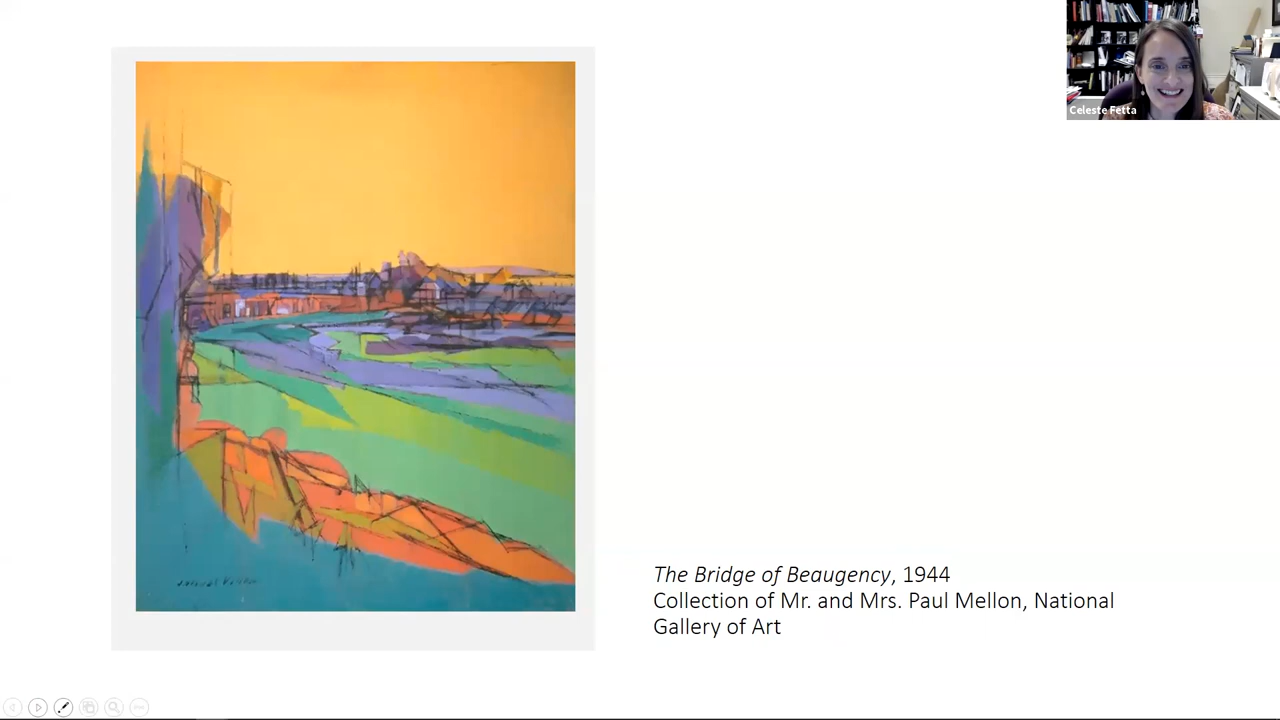 Celeste Fetta
The Bridge of Beaugency, 1944
Collection of Mr. and Mrs. Paul Mellon, National
Gallery of Art